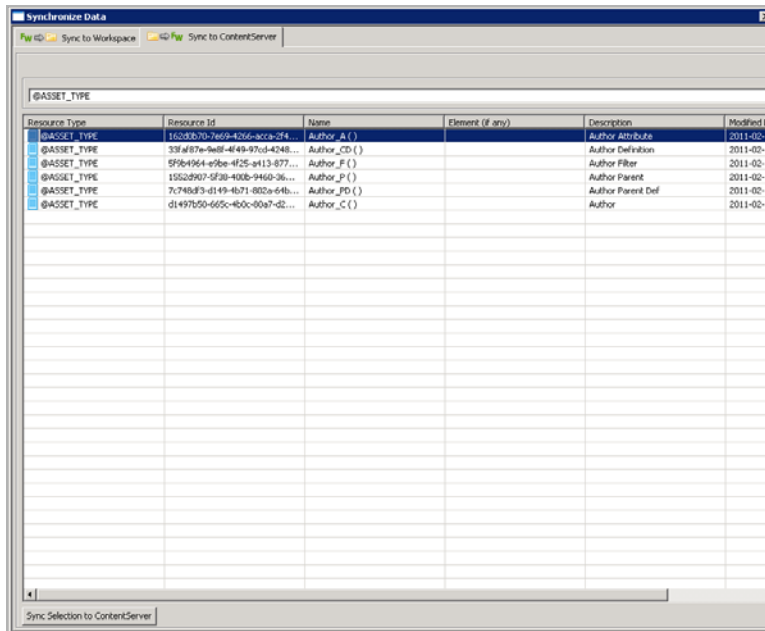 Synchronize Data
FW Sync to Workspace FW Sync to ContentServer
@ASSET_TYPE
Resource Type Resource Id Name Element (if any) Description Modified
@ASSET_TYPE 162d0b70-7e69-4266-acca-2f4... Author_A ( ) Author Attribute 2011-02-
@ASSET_TYPE 33faf87e-9e8f-4f49-97cd-4248... Author_CD ( ) Author Definition 2011-02-
@ASSET_TYPE 5f9b4964-e9be-4f25-a413-877... Author_F ( ) Author Filter 2011-02-
@ASSET_TYPE 1552d907-5f38-400b-9460-36... Author_P ( ) Author Parent 2011-02-
@ASSET_TYPE 7c748df3-d149-4b71-802a-64b... Author_PD ( ) Author Parent Def 2011-02-
@ASSET_TYPE d1497b50-665c-4b0c-80a7-d2... Author_C ( ) Author 2011-02-
Sync Selection to ContentServer